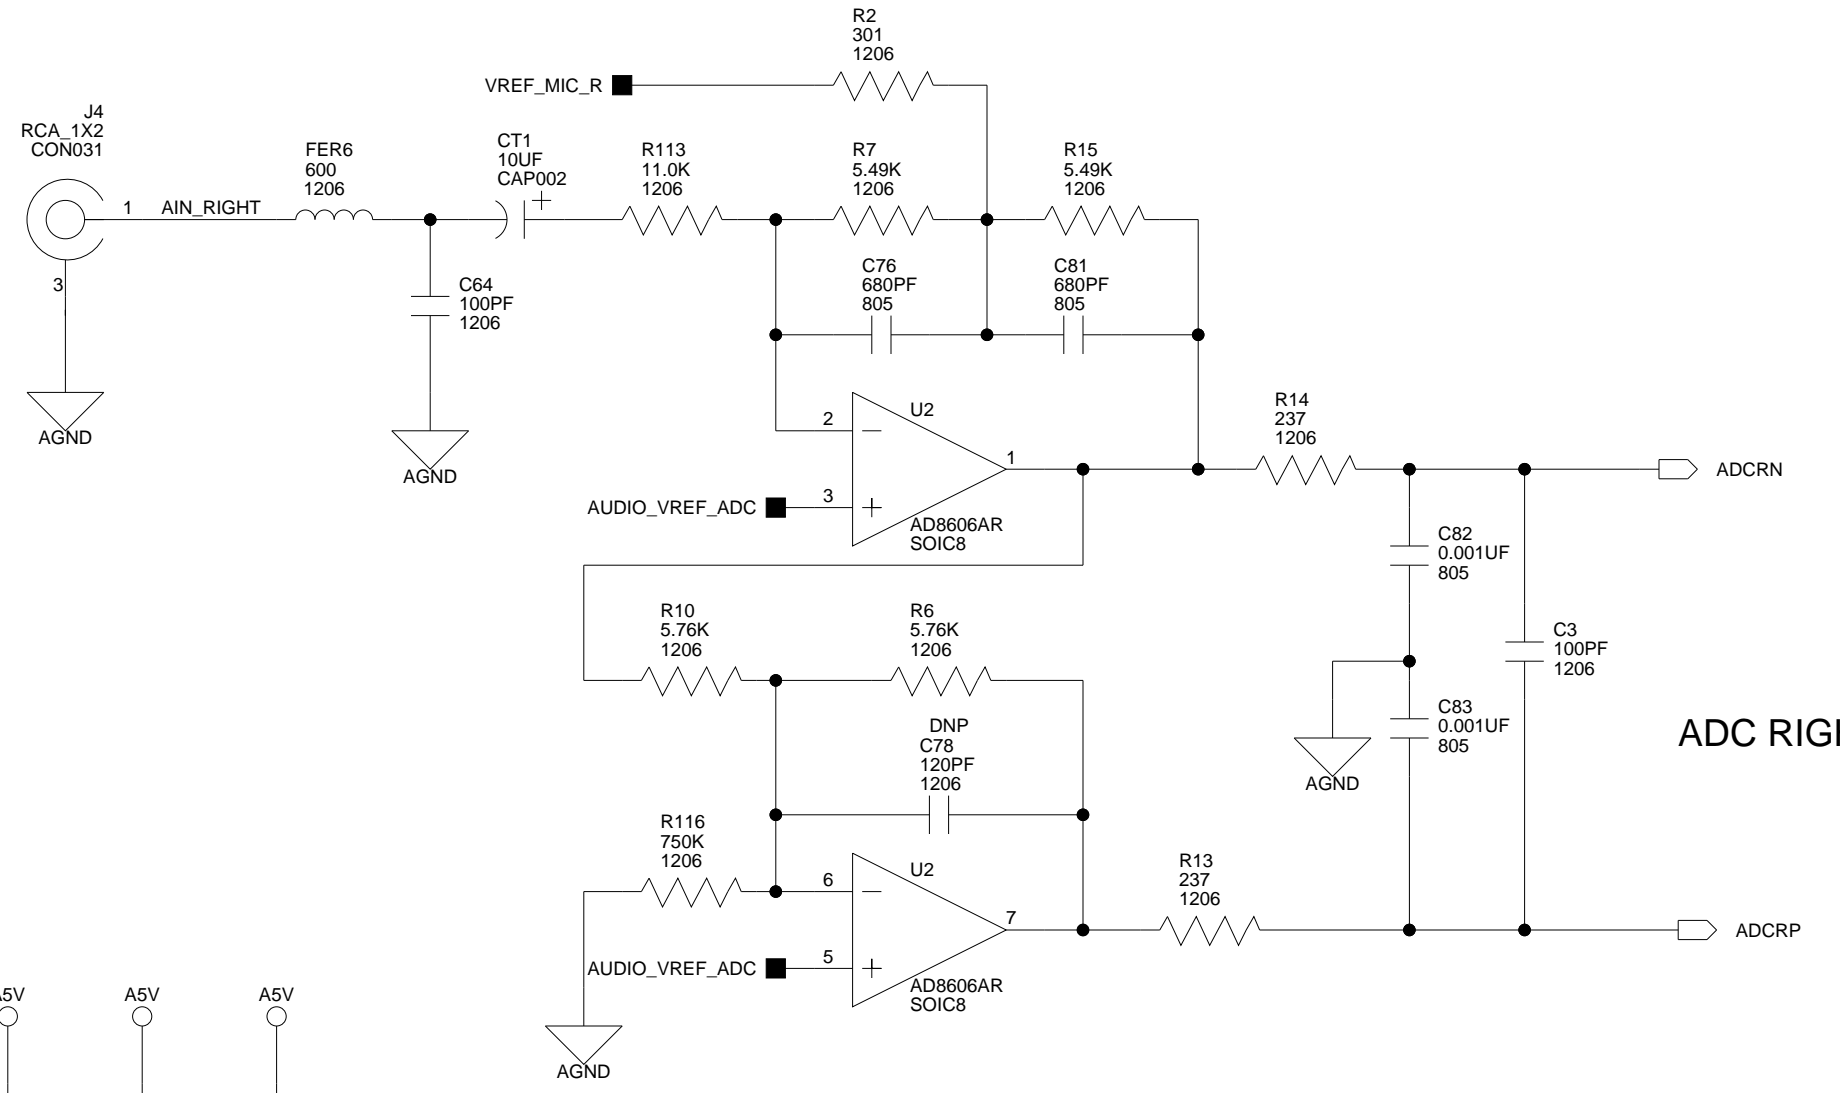 R2
301
1206
VREF_MIC_R
J4
RCA_1X2
CON031
FER6
600
1206
CT1
10UF
CAP002
+
R113
11.0K
1206
R7
5.49K
1206
R15
5.49K
1206
1
AIN_RIGHT
3
C64
100PF
1206
C76
680PF
805
C81
680PF
805
AGND
AGND
U2
2
1
3
AUDIO_VREF_ADC
AD8606AR
SOIC8
R14
237
1206
ADCRN
C82
0.001UF
805
R10
5.76K
1206
R6
5.76K
1206
C3
100PF
1206
DNP
C78
120PF
1206
C83
0.001UF
805
AGND
ADC RIGH
R116
750K
1206
U2
6
7
5
AUDIO_VREF_ADC
AD8606AR
SOIC8
R13
237
1206
ADCRP
AGND
A5V
A5V
A5V